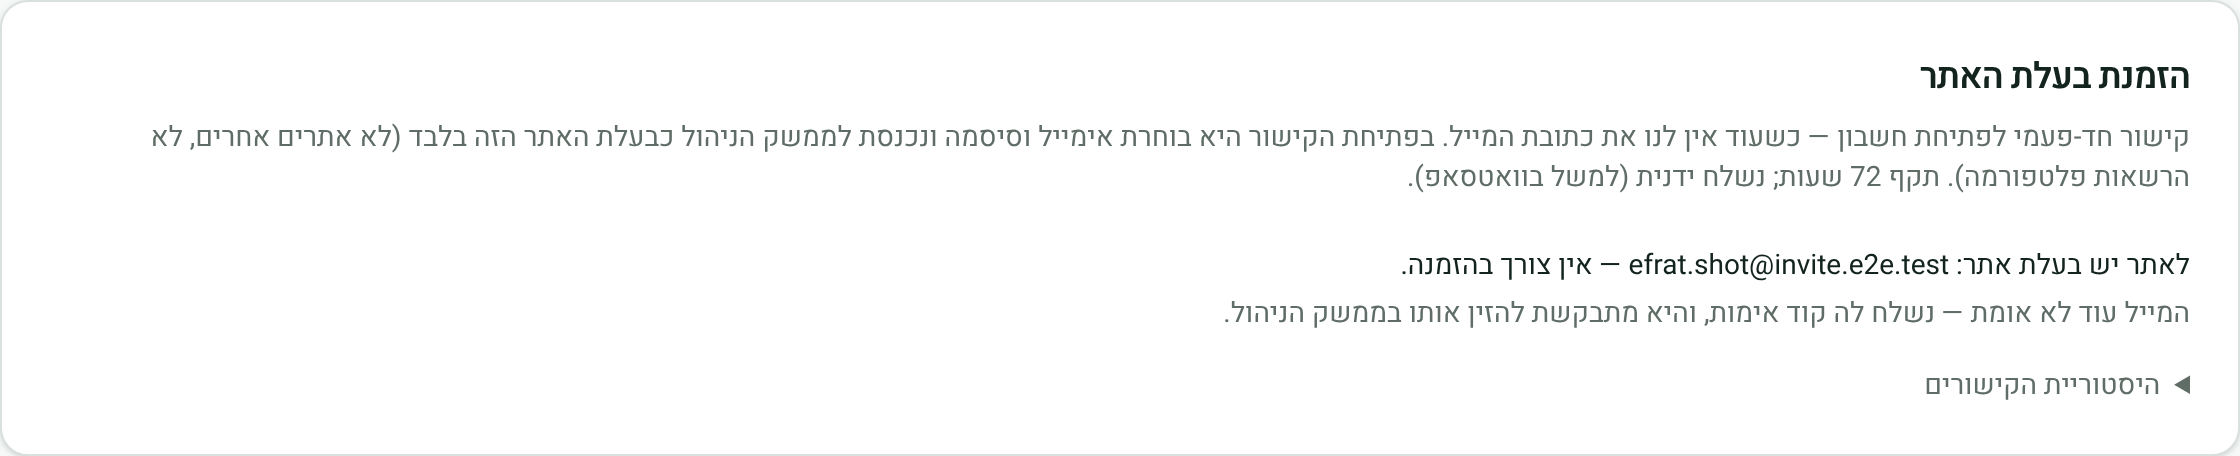 הזמנת בעלת האתר
קישור חד-פעמי לפתיחת חשבון — כשעוד אין לנו את כתובת המייל. בפתיחת הקישור היא בוחרת אימייל וסיסמה ונכנסת לממשק הניהול כבעלת האתר הזה בלבד (לא אתרים אחרים, לא
הרשאות פלטפורמה). תקף 72 שעות; נשלח ידנית (למשל בוואטסאפ).
לאתר יש בעלת אתר: efrat.shot@invite.e2e.test — אין צורך בהזמנה.
המייל עוד לא אומת — נשלח לה קוד אימות, והיא מתבקשת להזין אותו בממשק הניהול.
היסטוריית הקישורים